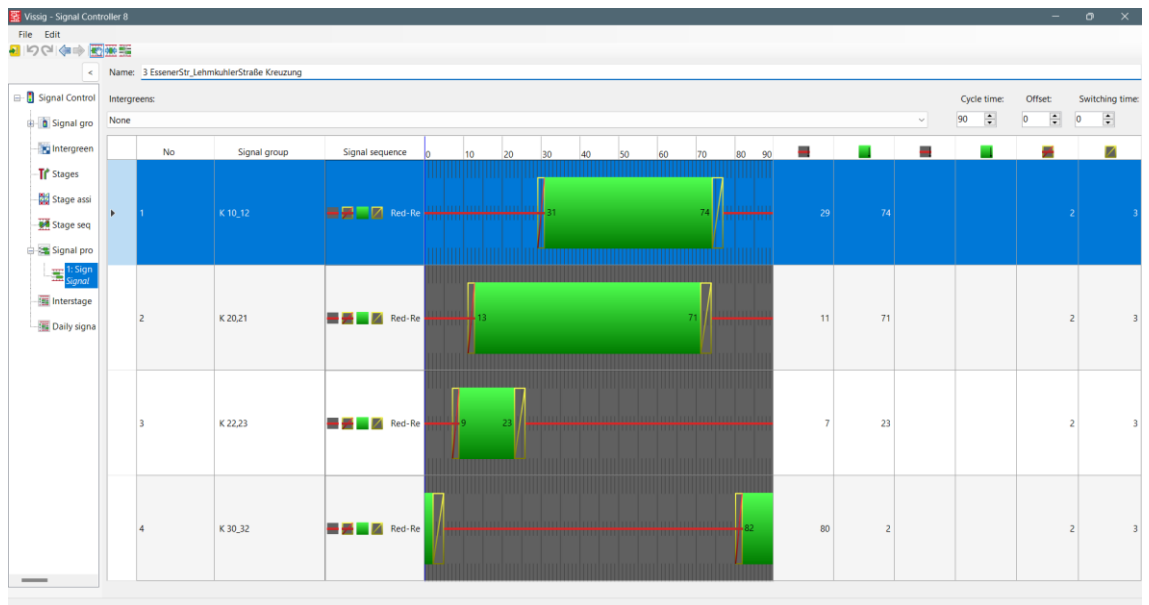 Vissig - Signal Controller 8
File Edit
<
Name: 3 EssenerStr_LehmkuhlerStraße Kreuzung
Signal Control
Signal gro
Intergreen
Stages
Stage assi
Stage seq
Signal pro
1: Sign
Signal
Interstage
Daily signa
Intergreens: Cycle time: Offset: Switching time:
None 90 0 0
No Signal group Signal sequence 0 10 20 30 40 50 60 70 80 90
1 K 10_12 Red-Re 31 74 29 74 2 3
2 K 20,21 Red-Re 13 71 11 71 2 3
3 K 22,23 Red-Re 9 23 7 23 2 3
4 K 30_32 Red-Re 82 80 2 2 3